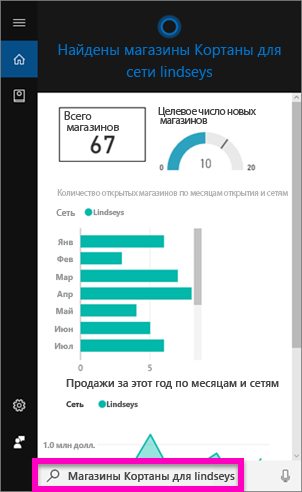 Найдены магазины Кортаны для
сети lindseys
Всего
магазинов
67
Целевое число новых
магазинов
0
10
20
Количество открытых магазинов по месяцам открытия и сетям
Сеть Lindseys
Янв
Фев
Мар
Апр
Май
Июн
Июл
0 5
Продажи за этот год по месяцам и сетям
Сеть Lindseys
1.0 млн долл.
Магазины Кортаны для lindseys